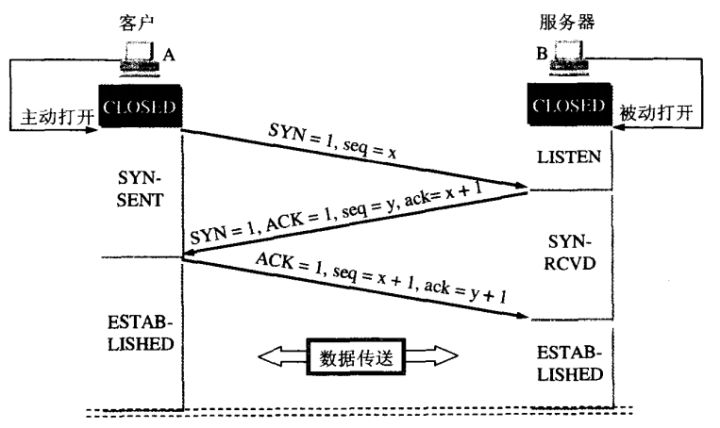 客户
服务器
A
B
CLOSED
CLOSED
主动打开
被动打开
SYN = 1, seq = x
LISTEN
SYN-
SENT
SYN = 1, ACK = 1, seq = y, ack= x + 1
SYN-
RCVD
ACK = 1, seq = x + 1, ack = y + 1
ESTAB-
LISHED
数据传送
ESTAB-
LISHED